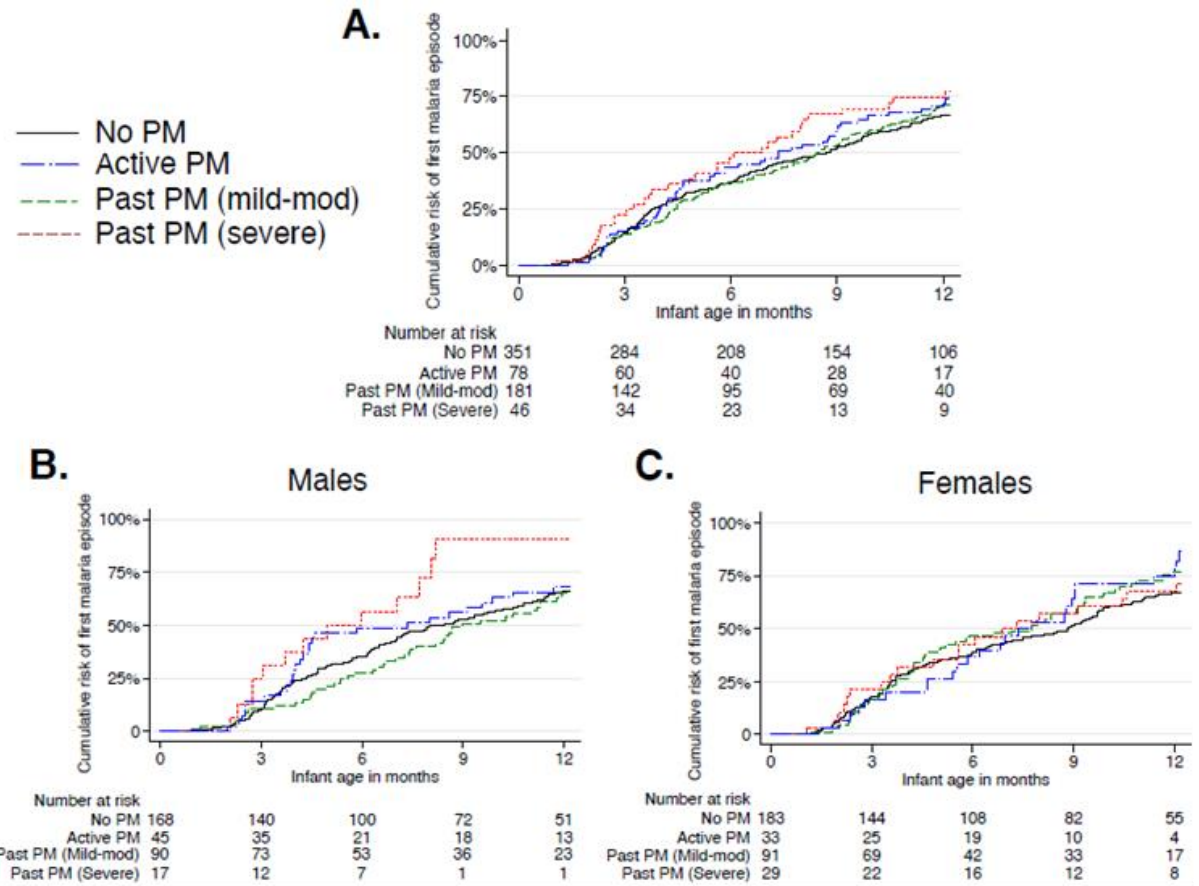 A.
No PM
Active PM
Past PM (mild-mod)
Past PM (severe)
Cumulative risk of first malaria episode
100%
75%
50%
25%
0%
0 3 6 9 12
Infant age in months
Number at risk
No PM 351 284 208 154 106
Active PM 78 60 40 28 17
Past PM (Mild-mod) 181 142 95 69 40
Past PM (Severe) 46 34 23 13 9
B.
Males
Cumulative risk of first malaria episode
100%
75%
50%
25%
0
0 3 6 9 12
Infant age in months
Number at risk
No PM 168 140 100 72 51
Active PM 45 35 21 18 13
Past PM (Mild-mod) 90 73 53 36 23
Past PM (Severe) 17 12 7 1 1
C.
Females
Cumulative risk of first malaria episode
100%
75%
50%
25%
0
0 3 6 9 12
Infant age in months
Number at risk
No PM 183 144 108 82 55
Active PM 33 25 19 10 4
Past PM (Mild-mod) 91 69 42 33 17
Past PM (Severe) 29 22 16 12 8